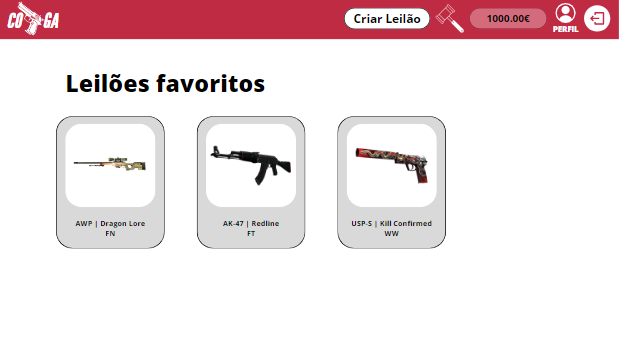 CO GA
Criar Leilão
1000.00€
PERFIL
Leilões favoritos
AWP | Dragon Lore
FN
AK-47 | Redline
FT
USP-S | Kill Confirmed
WW